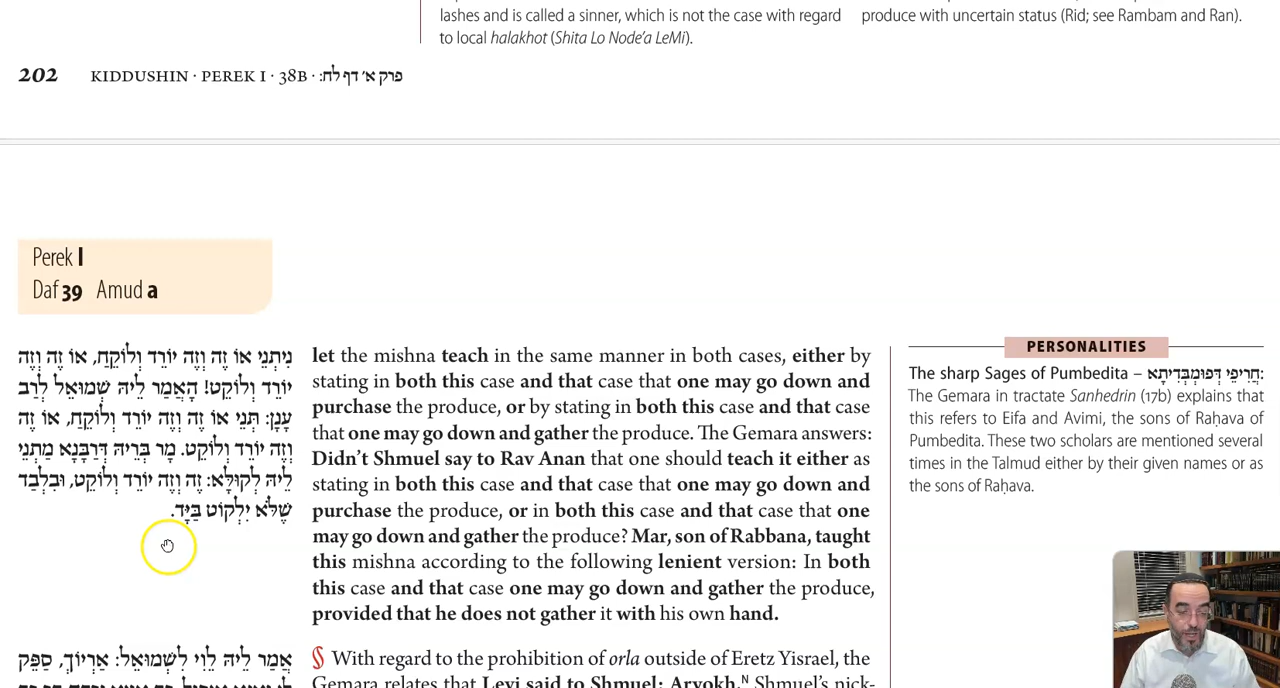 lashes and is called a sinner, which is not the case with regard
to local halakhot (Shita Lo Node’a LeMi).
produce with uncertain status (Rid; see Rambam and Ran).
202 KIDDUSHIN · PEREK I · 38B · פרק א׳ דף לח:
Perek I
Daf 39 Amud a
נִיתְנֵי אוֹ זֶה וָזֶה יוֹרֵד וְלוֹקֵחַ, אוֹ זֶה וָזֶה
יוֹרֵד וְלוֹקֵט! הָאֲמַר לֵיהּ שְׁמוּאֵל לְרַב
עָנָן: תְּנֵי אוֹ זֶה וָזֶה יוֹרֵד וְלוֹקֵחַ, אוֹ זֶה
וָזֶה יוֹרֵד וְלוֹקֵט. מָר בְּרֵיהּ דְּרַבָּנָא מַתְנֵי
לֵיהּ לְקוּלָּא: זֶה וָזֶה יוֹרֵד וְלוֹקֵט, וּבִלְבַד
שֶׁלֹּא יִלְקוֹט בַּיָּד.
let the mishna teach in the same manner in both cases, either by
stating in both this case and that case that one may go down and
purchase the produce, or by stating in both this case and that case
that one may go down and gather the produce. The Gemara answers:
Didn’t Shmuel say to Rav Anan that one should teach it either as
stating in both this case and that case that one may go down and
purchase the produce, or in both this case and that case that one
may go down and gather the produce? Mar, son of Rabbana, taught
this mishna according to the following lenient version: In both
this case and that case one may go down and gather the produce,
provided that he does not gather it with his own hand.
PERSONALITIES
The sharp Sages of Pumbedita – חֲרִיפֵי דְּפוּמְבְּדִיתָא:
The Gemara in tractate Sanhedrin (17b) explains that
this refers to Eifa and Avimi, the sons of Raḥava of
Pumbedita. These two scholars are mentioned several
times in the Talmud either by their given names or as
the sons of Raḥava.
אֲמַר לֵיהּ לֵוִי לִשְׁמוּאֵל: אַרְיוֹךְ, סַפֵּק
§ With regard to the prohibition of orla outside of Eretz Yisrael, the
Gemara relates that Levi said to Shmuel: Aryokh,ᴺ Shmuel’s nick-